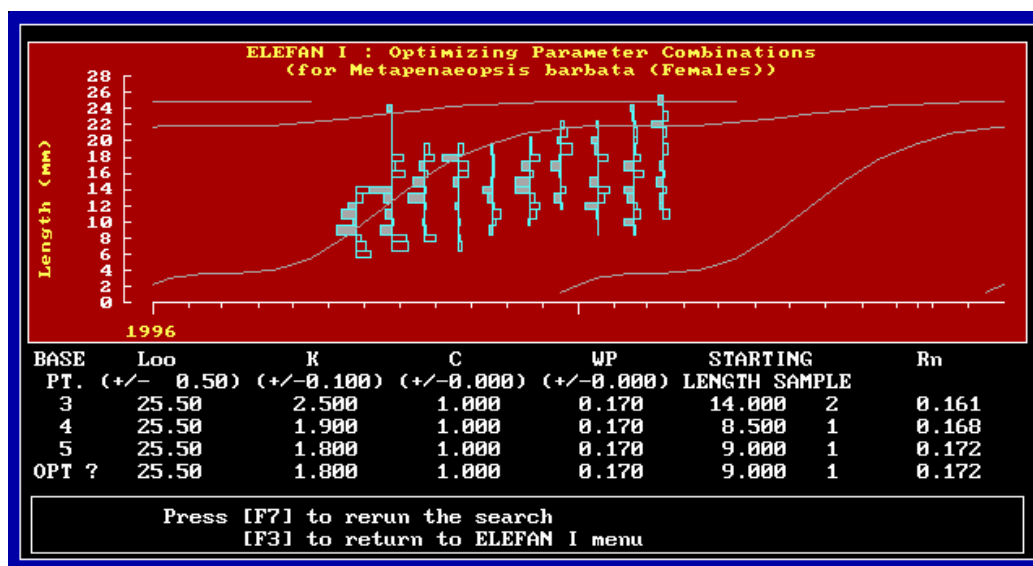 ELEFAN I : Optimizing Parameter Combinations
(for Metapenaeopsis barbata (Females))
28
26
24
22
20
18
16
14
12
10
8
6
4
2
0
Length (mm)
1996
BASE Loo K C WP STARTING Rn
PT. (+/- 0.50) (+/-0.100) (+/-0.000) (+/-0.000) LENGTH SAMPLE
3 25.50 2.500 1.000 0.170 14.000 2 0.161
4 25.50 1.900 1.000 0.170 8.500 1 0.168
5 25.50 1.800 1.000 0.170 9.000 1 0.172
OPT ? 25.50 1.800 1.000 0.170 9.000 1 0.172
Press [F7] to rerun the search
[F3] to return to ELEFAN I menu